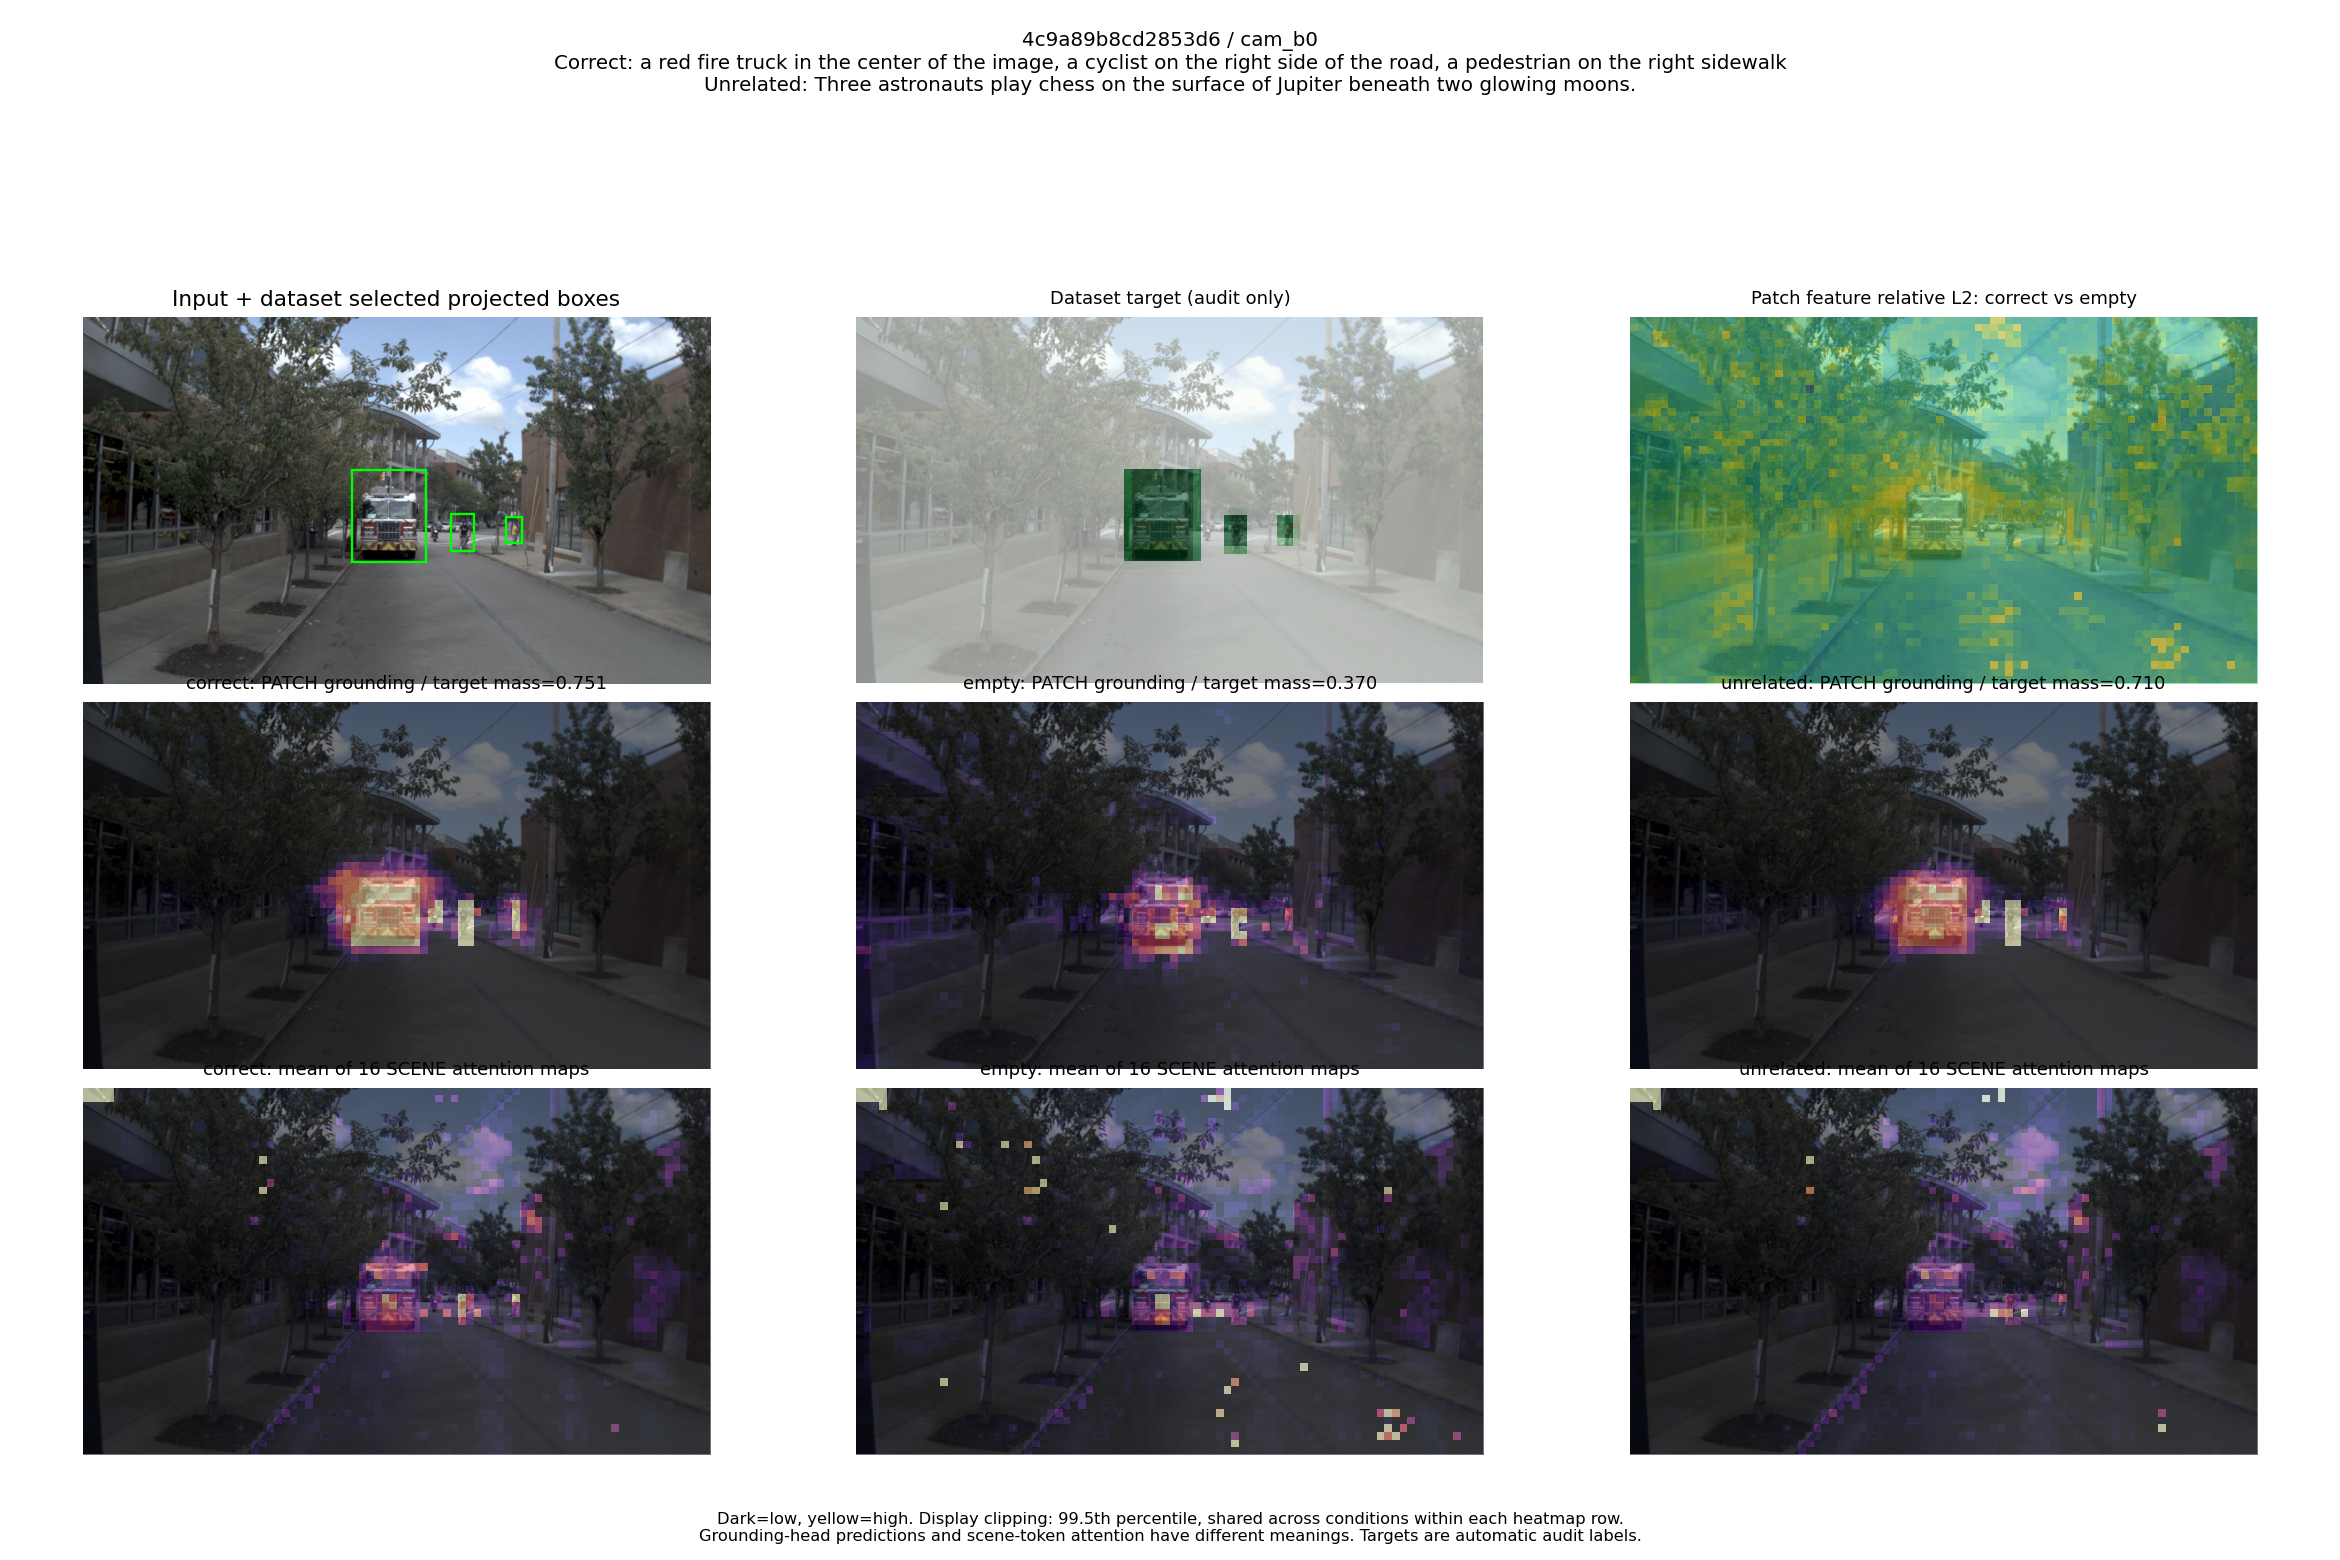 4c9a89b8cd2853d6 / cam_b0
Correct: a red fire truck in the center of the image, a cyclist on the right side of the road, a pedestrian on the right sidewalk
Unrelated: Three astronauts play chess on the surface of Jupiter beneath two glowing moons.
Input + dataset selected projected boxes
Dataset target (audit only)
Patch feature relative L2: correct vs empty
correct: PATCH grounding / target mass=0.751
empty: PATCH grounding / target mass=0.370
unrelated: PATCH grounding / target mass=0.710
correct: mean of 16 SCENE attention maps
empty: mean of 16 SCENE attention maps
unrelated: mean of 16 SCENE attention maps
Dark=low, yellow=high. Display clipping: 99.5th percentile, shared across conditions within each heatmap row.
Grounding-head predictions and scene-token attention have different meanings. Targets are automatic audit labels.